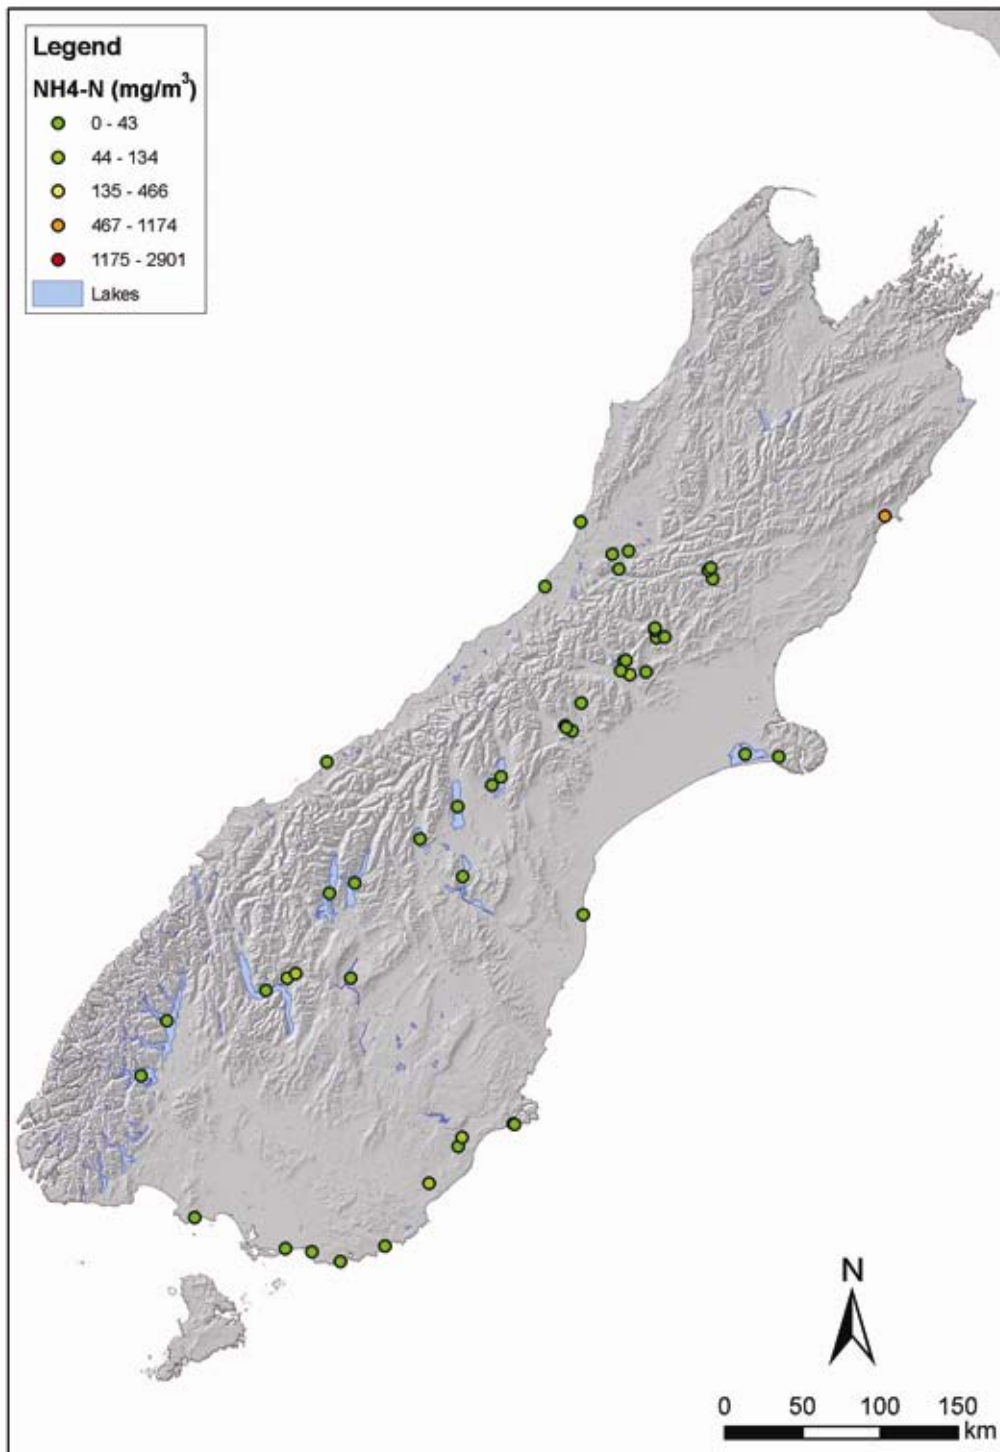 Legend
NH4-N (mg/m³)
0 - 43
44 - 134
135 - 466
467 - 1174
1175 - 2901
Lakes
N
0 50 100 150
km